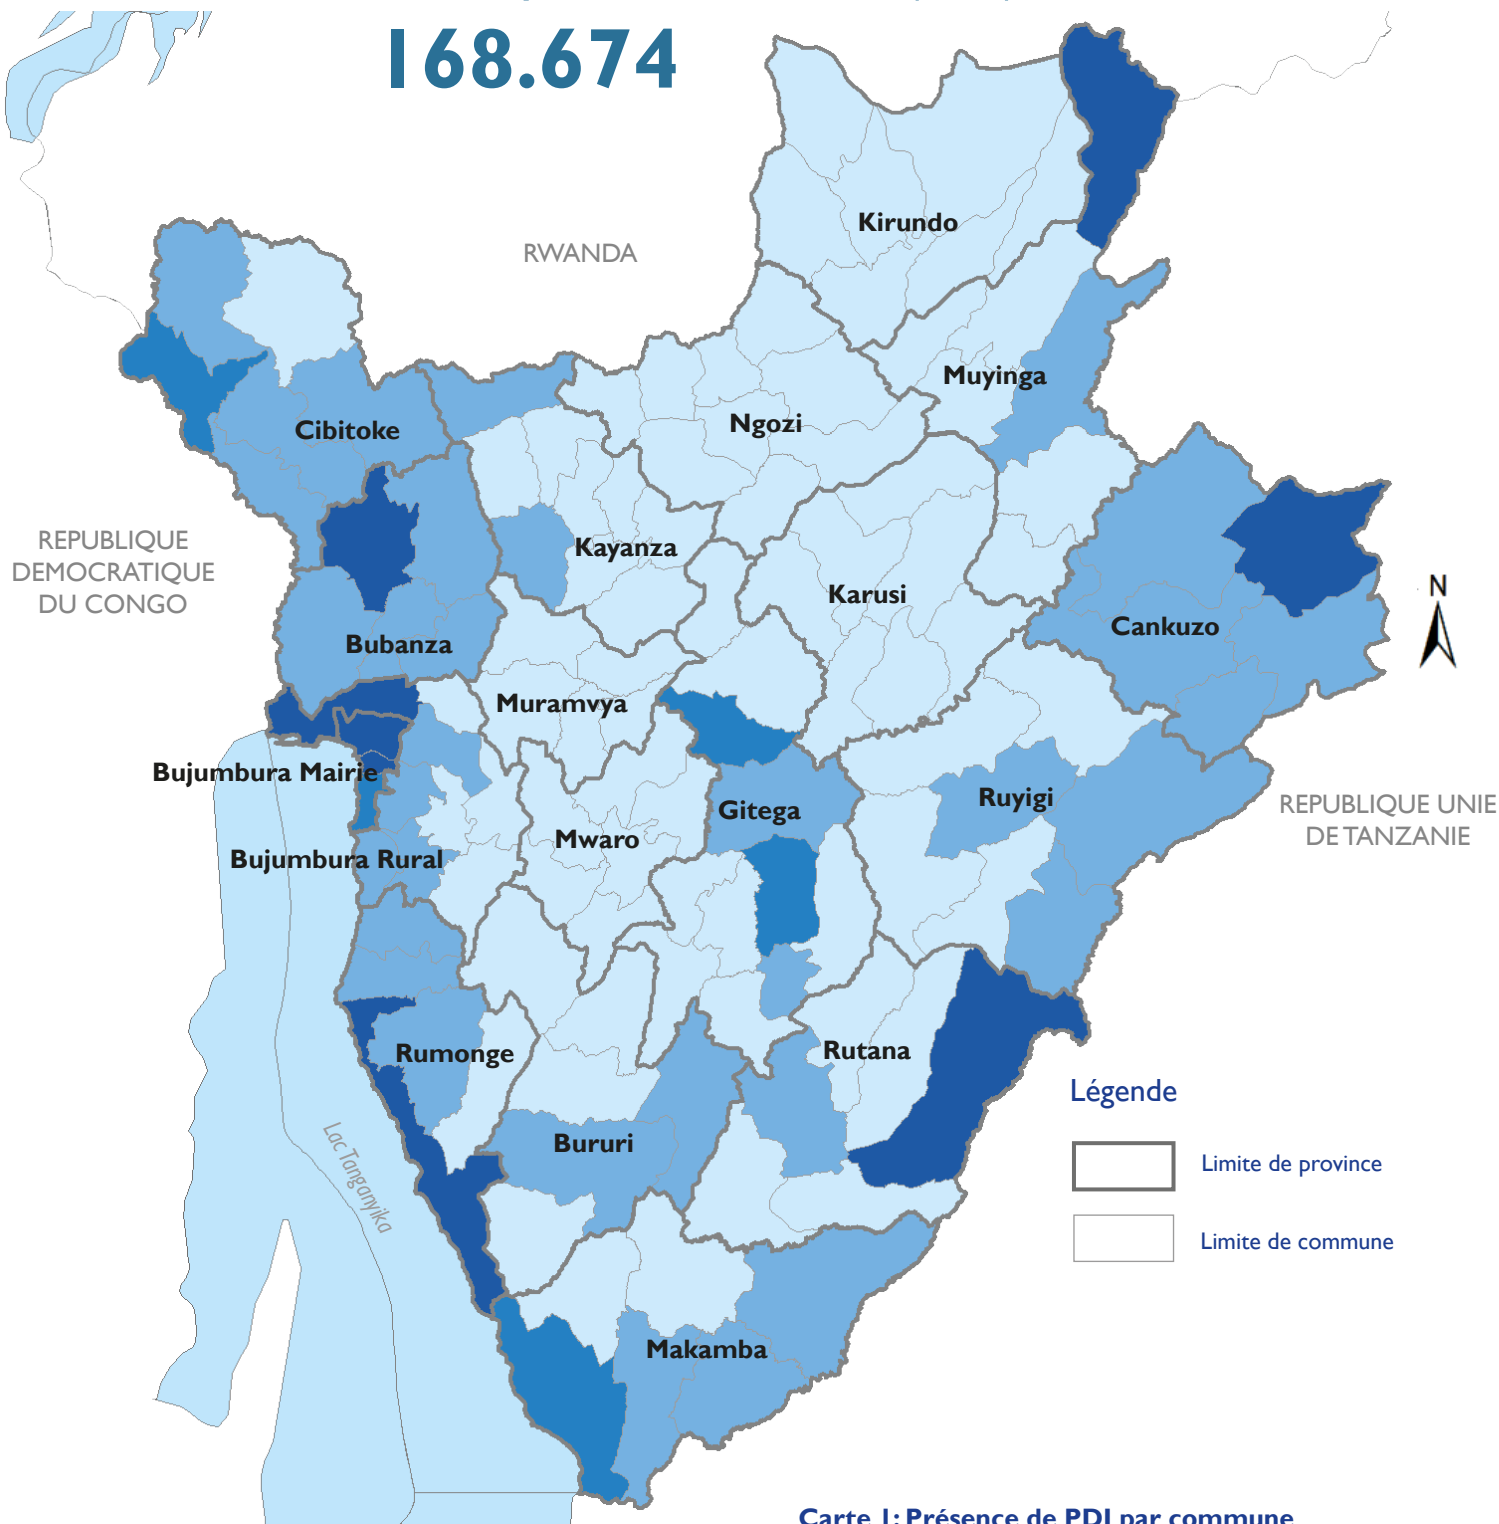 168.674
RWANDA
Kirundo
Muyinga
Ngozi
Cibitoke
Kayanza
REPUBLIQUE
DEMOCRATIQUE
DU CONGO
Karusi
N
Cankuzo
Bubanza
Muramvya
Bujumbura Mairie
Gitega
Ruyigi
REPUBLIQUE UNIE
DE TANZANIE
Mwaro
Bujumbura Rural
Rumonge
Rutana
Légende
Lac Tanganyika
Bururi
Limite de province
Limite de commune
Makamba
Carte 1: Présence de PDI par commune